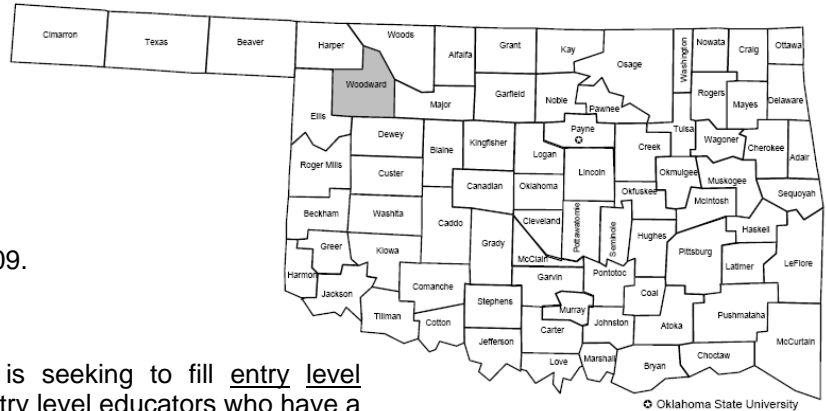 Cimarron
Texas
Beaver
Harper
Woods
Alfalfa
Grant
Kay
Osage
Washington
Nowata
Craig
Ottawa
Woodward
Major
Garfield
Noble
Pawnee
Rogers
Mayes
Delaware
Ellis
Dewey
Blaine
Kingfisher
Logan
Payne
Creek
Tulsa
Wagoner
Cherokee
Adair
Roger Mills
Custer
Canadian
Oklahoma
Lincoln
Okfuskee
Okmulgee
Muskogee
McIntosh
Sequoyah
Beckham
Washita
Caddo
Grady
Cleveland
McClain
Pottawatomie
Seminole
Hughes
Pittsburg
Haskell
Latimer
LeFlore
09.
Greer
Kiowa
Harmon
Jackson
Comanche
Garvin
Pontotoc
Coal
Tillman
Cotton
Stephens
Murray
Johnston
Atoka
Pushmataha
McCurtain
Jefferson
Carter
Love
Marshall
Bryan
Choctaw
is seeking to fill entry level
try level educators who have a
Oklahoma State University